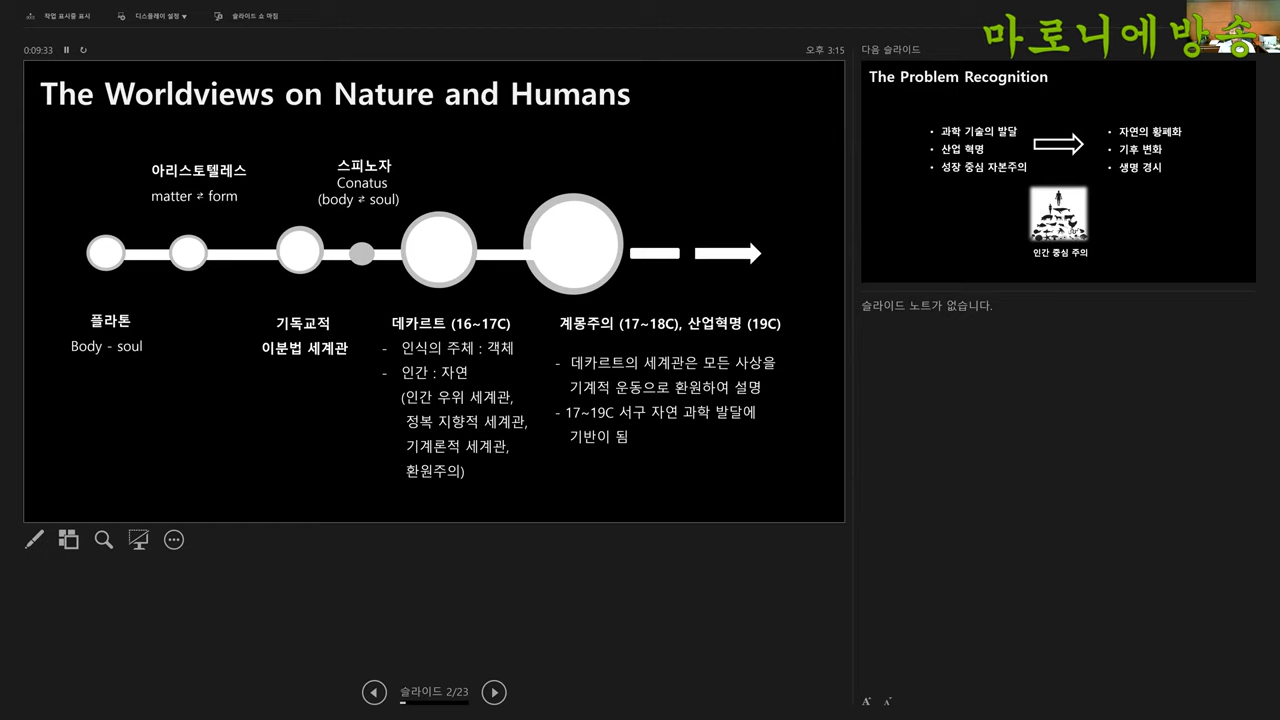 작업 표시줄 표시
디스플레이 설정 ▼
슬라이드 쇼 마침
마로니에방송
0:09:33
오후 3:15
다음 슬라이드
The Worldviews on Nature and Humans
아리스토텔레스
matter ⇄ form
스피노자
Conatus
(body ⇄ soul)
플라톤
Body - soul
기독교적
이분법 세계관
데카르트 (16~17C)
- 인식의 주체 : 객체
- 인간 : 자연
(인간 우위 세계관,
정복 지향적 세계관,
기계론적 세계관,
환원주의)
계몽주의 (17~18C), 산업혁명 (19C)
- 데카르트의 세계관은 모든 사상을
기계적 운동으로 환원하여 설명
- 17~19C 서구 자연 과학 발달에
기반이 됨
The Problem Recognition
• 과학 기술의 발달
• 산업 혁명
• 성장 중심 자본주의
• 자연의 황폐화
• 기후 변화
• 생명 경시
인간 중심 주의
슬라이드 노트가 없습니다.
슬라이드 2/23
A A